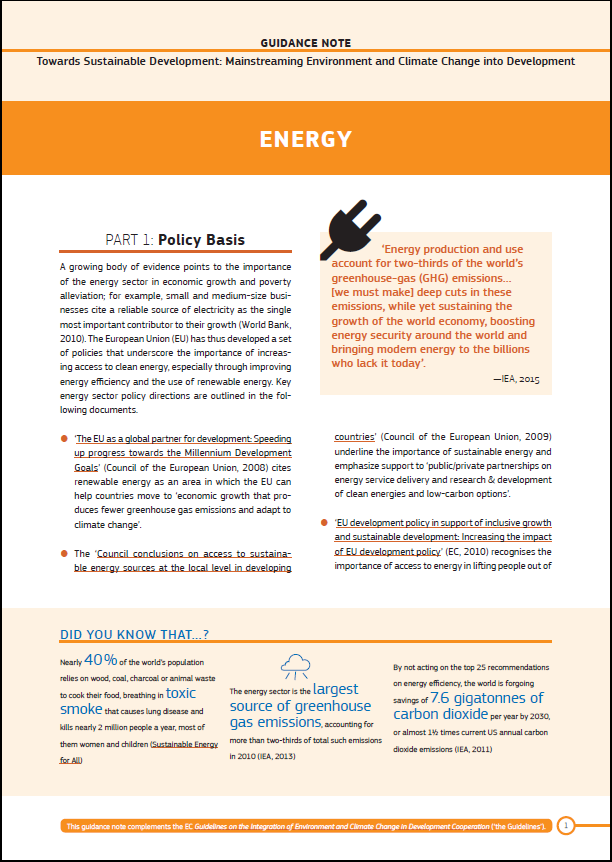 GUIDANCE NOTE
Towards Sustainable Development: Mainstreaming Environment and Climate Change into Development
ENERGY
PART 1: Policy Basis
A growing body of evidence points to the importance
of the energy sector in economic growth and poverty
alleviation; for example, small and medium-size busi-
nesses cite a reliable source of electricity as the single
most important contributor to their growth (World Bank,
2010). The European Union (EU) has thus developed a set
of policies that underscore the importance of increas-
ing access to clean energy, especially through improving
energy efficiency and the use of renewable energy. Key
energy sector policy directions are outlined in the fol-
lowing documents.
● ‘The EU as a global partner for development: Speeding
up progress towards the Millennium Development
Goals’ (Council of the European Union, 2008) cites
renewable energy as an area in which the EU can
help countries move to ‘economic growth that pro-
duces fewer greenhouse gas emissions and adapt to
climate change’.
● The ‘Council conclusions on access to sustaina-
ble energy sources at the local level in developing
‘Energy production and use
account for two-thirds of the world’s
greenhouse-gas (GHG) emissions...
[we must make] deep cuts in these
emissions, while yet sustaining the
growth of the world economy, boosting
energy security around the world and
bringing modern energy to the billions
who lack it today’.
—IEA, 2015
countries’ (Council of the European Union, 2009)
underline the importance of sustainable energy and
emphasize support to ‘public/private partnerships on
energy service delivery and research & development
of clean energies and low-carbon options’.
● ‘EU development policy in support of inclusive growth
and sustainable development: Increasing the impact
of EU development policy’ (EC, 2010) recognises the
importance of access to energy in lifting people out of
DID YOU KNOW THAT...?
Nearly 40% of the world’s population
relies on wood, coal, charcoal or animal waste
to cook their food, breathing in toxic
smoke that causes lung disease and
kills nearly 2 million people a year, most of
them women and children (Sustainable Energy
for All)
The energy sector is the largest
source of greenhouse
gas emissions, accounting for
more than two-thirds of total such emissions
in 2010 (IEA, 2013)
By not acting on the top 25 recommendations
on energy efficiency, the world is forgoing
savings of 7.6 gigatonnes of
carbon dioxide per year by 2030,
or almost 1½ times current US annual carbon
dioxide emissions (IEA, 2011)
This guidance note complements the EC Guidelines on the Integration of Environment and Climate Change in Development Cooperation (‘the Guidelines’).
1